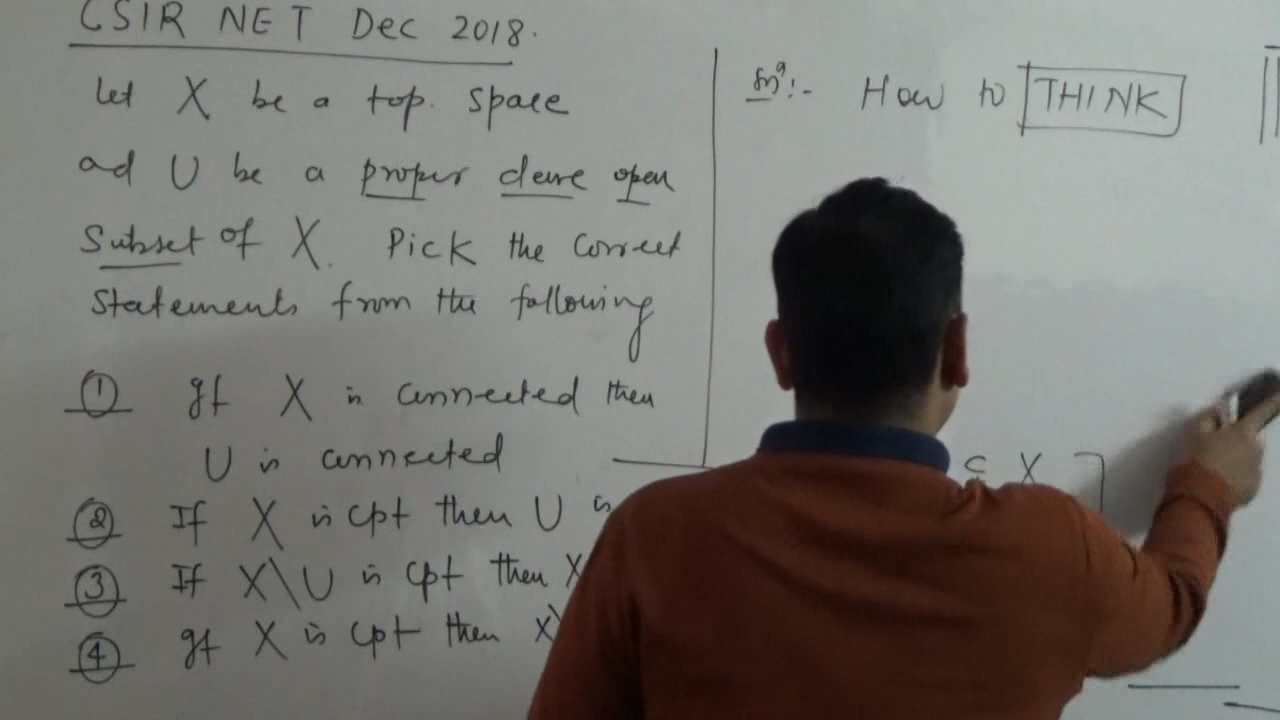 CSIR NET Dec 2018.
Let X be a top. Space
ad U be a proper dense open
Subset of X. Pick the correct
Statements from the following
① If X is connected then
U is connected
② If X is cpt then U is
③ If X\U is cpt then X
④ If X is cpt then X\
Solⁿ:- How to THINK
⊆ X